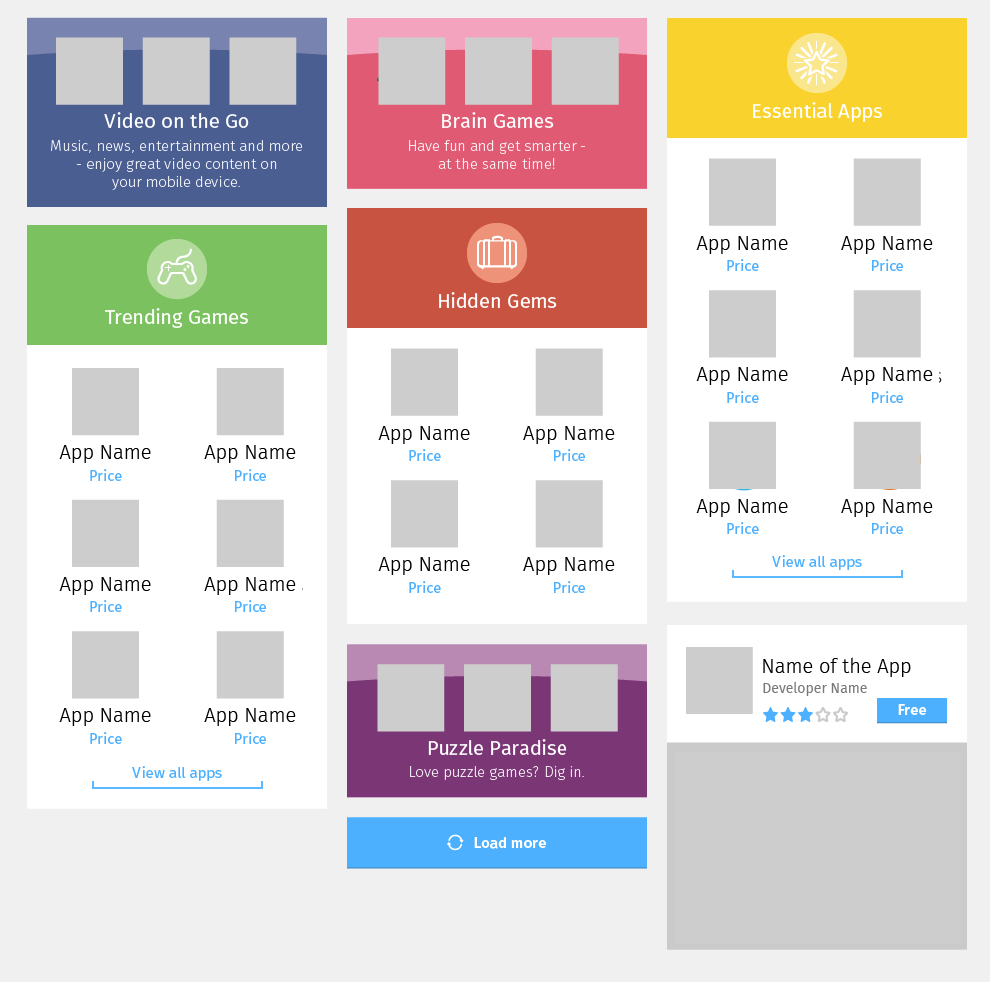 Video on the Go
Music, news, entertainment and more
- enjoy great video content on
your mobile device.
Trending Games
App Name
App Name
Price
Price
App Name
App Name
Price
Price
App Name
App Name
Price
Price
View all apps
Brain Games
Have fun and get smarter -
at the same time!
Hidden Gems
App Name
App Name
Price
Price
App Name
App Name
Price
Price
Puzzle Paradise
Love puzzle games? Dig in.
Load more
Essential Apps
App Name
App Name
Price
Price
App Name
App Name ;
Price
Price
App Name
App Name
Price
Price
View all apps
Name of the App
Developer Name
Free